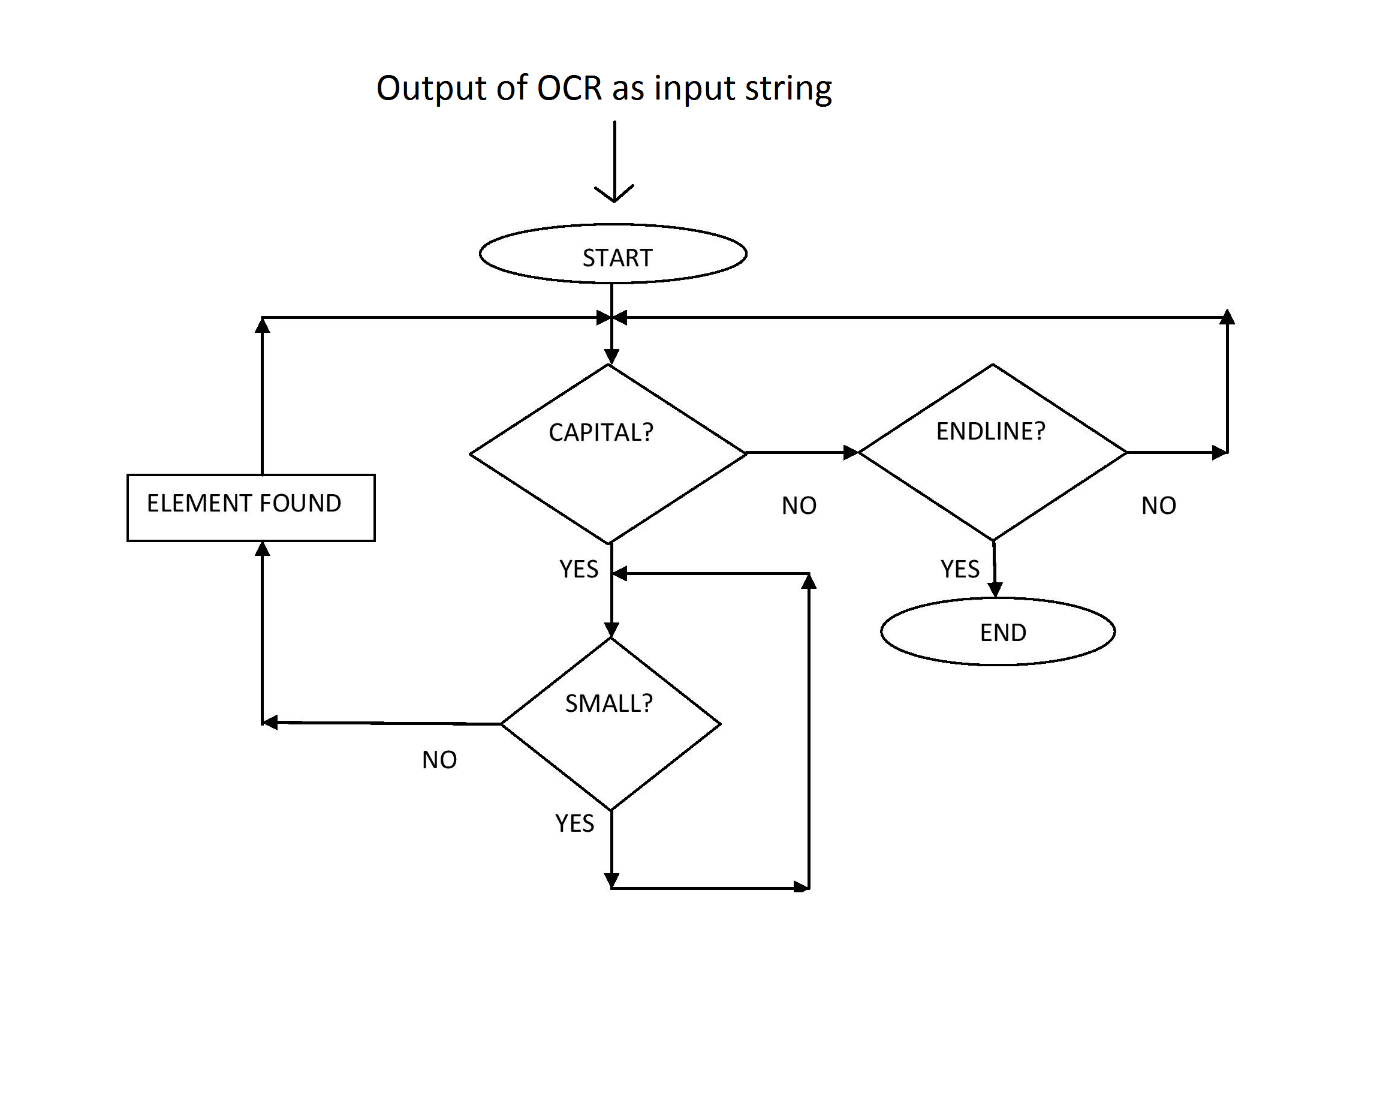 Output of OCR as input string
START
CAPITAL?
ENDLINE?
ELEMENT FOUND
NO
NO
YES
YES
END
SMALL?
NO
YES